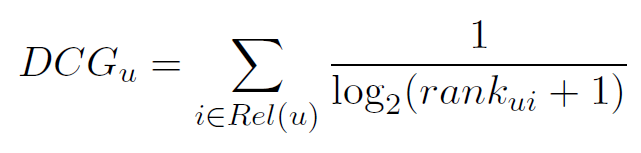 DCG_u = \sum_{i \in Rel(u)} \frac{1}{\log_2(rank_{ui} + 1)}